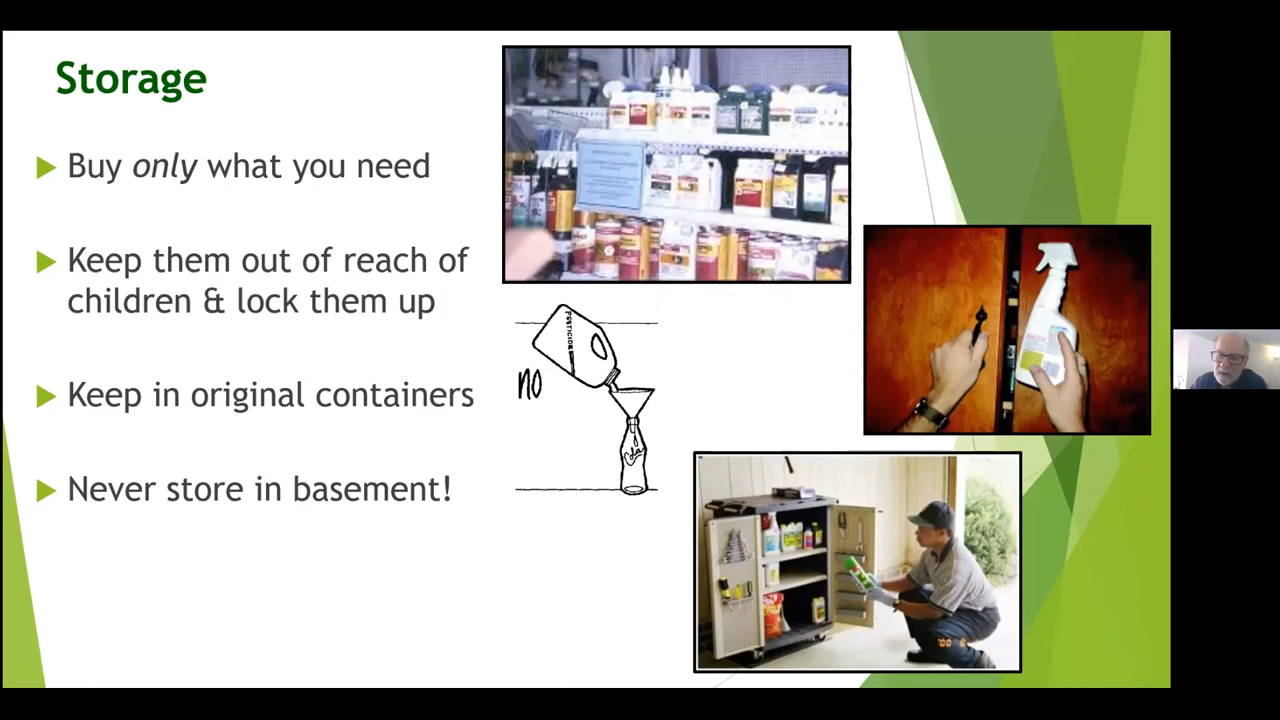 Storage
Buy only what you need
Keep them out of reach of
children & lock them up
Keep in original containers
Never store in basement!
PESTICIDE
no